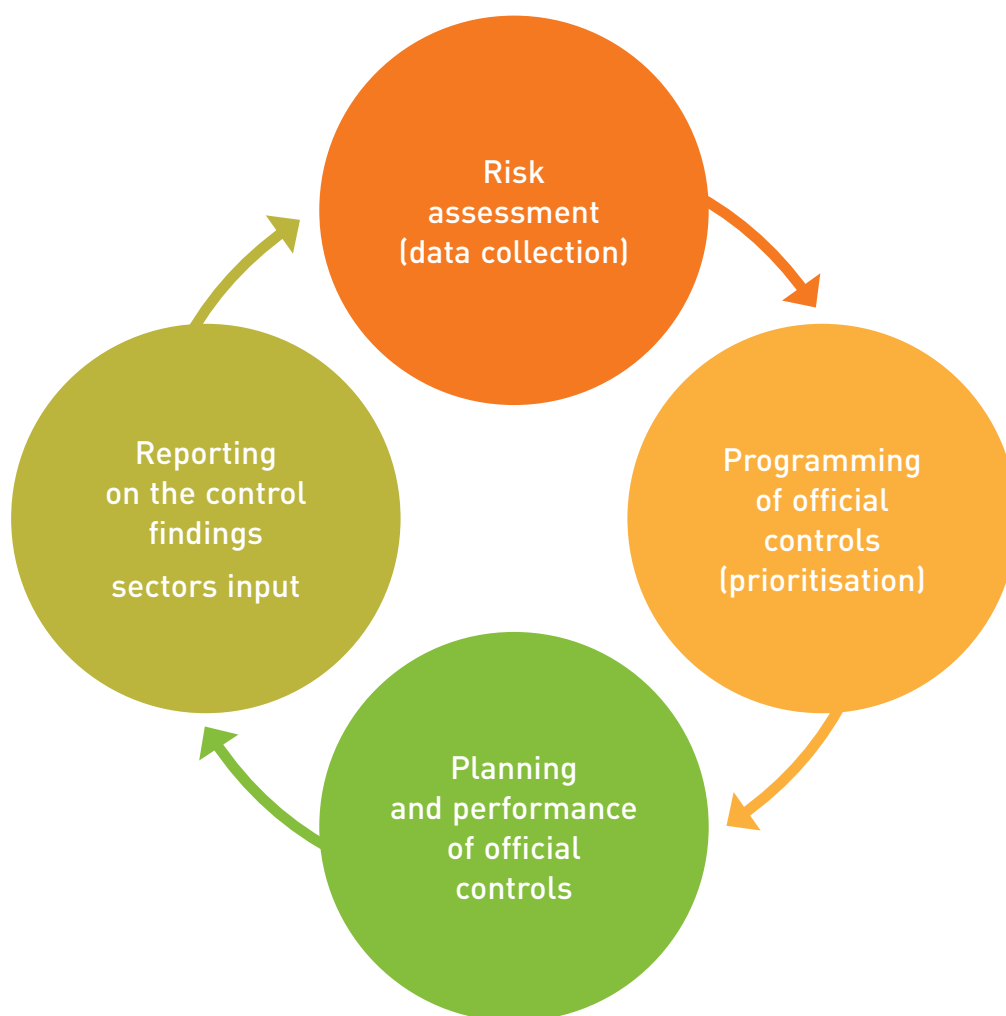 Risk
assessment
(data collection)
Programming
of official
controls
(prioritisation)
Planning
and performance
of official
controls
Reporting
on the control
findings
sectors input